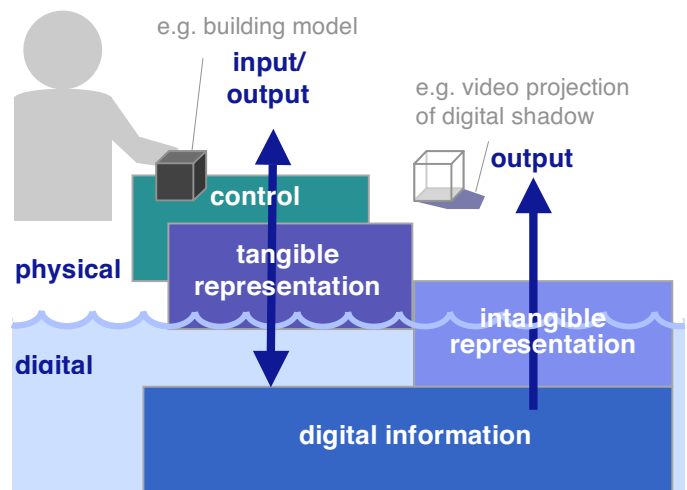 e.g. building model
input/
output
e.g. video projection
of digital shadow
output
control
tangible
representation
physical
intangible
representation
digital
digital information